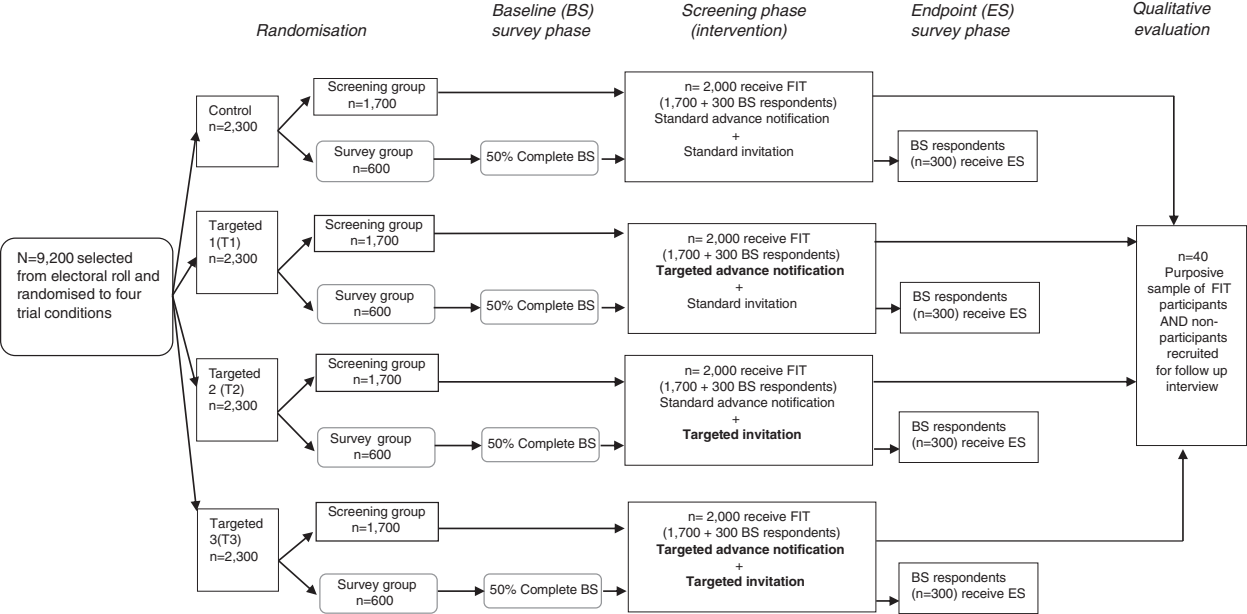 Randomisation
Baseline (BS)
survey phase
Screening phase
(intervention)
Endpoint (ES)
survey phase
Qualitative
evaluation
N=9,200 selected
from electoral roll and
randomised to four
trial conditions
Control
n=2,300
Screening group
n=1,700
Survey group
n=600
50% Complete BS
n= 2,000 receive FIT
(1,700 + 300 BS respondents)
Standard advance notification
+
Standard invitation
BS respondents
(n=300) receive ES
Targeted
1(T1)
n=2,300
Screening group
n=1,700
Survey group
n=600
50% Complete BS
n= 2,000 receive FIT
(1,700 + 300 BS respondents)
Targeted advance notification
+
Standard invitation
BS respondents
(n=300) receive ES
Targeted
2 (T2)
n=2,300
Screening group
n=1,700
Survey group
n=600
50% Complete BS
n= 2,000 receive FIT
(1,700 + 300 BS respondents)
Standard advance notification
+
Targeted invitation
BS respondents
(n=300) receive ES
Targeted
3(T3)
n=2,300
Screening group
n=1,700
Survey group
n=600
50% Complete BS
n= 2,000 receive FIT
(1,700 + 300 BS respondents)
Targeted advance notification
+
Targeted invitation
BS respondents
(n=300) receive ES
n=40
Purposive
sample of FIT
participants
AND non-
participants
recruited
for follow up
interview